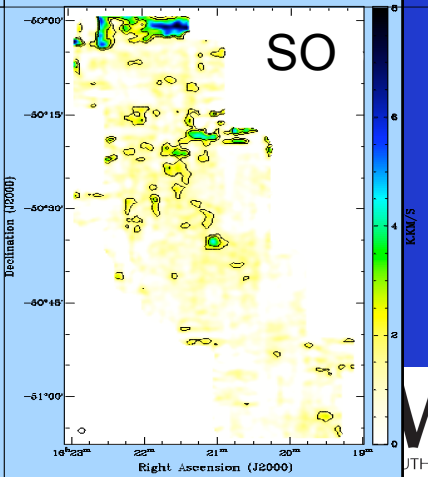 SO
−50°00′
−50°15′
−50°30′
−50°45′
−51°00′
Declination (J2000)
16ʰ23ᵐ 22ᵐ 21ᵐ 20ᵐ 19ᵐ
Right Ascension (J2000)
8
6
4
2
0
K.KM/S
UTH